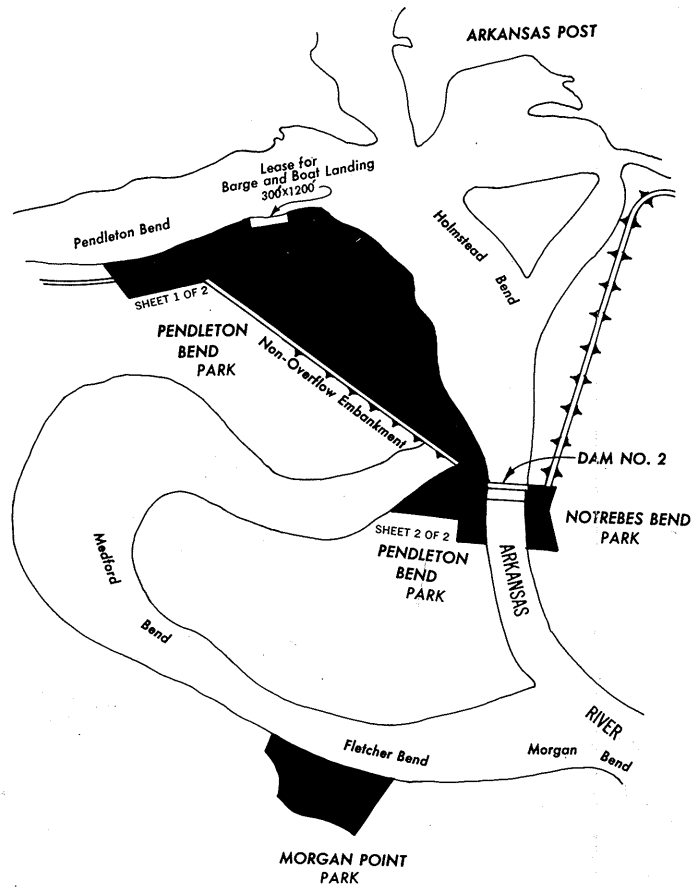 ARKANSAS POST
Lease for
Barge and Boat Landing
300'X1200'
Pendleton Bend
Holmstead
Bend
SHEET 1 OF 2
PENDLETON
BEND
PARK
Non-Overflow Embankment
DAM NO. 2
NOTREBES BEND
PARK
SHEET 2 OF 2
PENDLETON
BEND
PARK
ARKANSAS
Medford
Bend
RIVER
Fletcher Bend
Morgan
Bend
MORGAN POINT
PARK